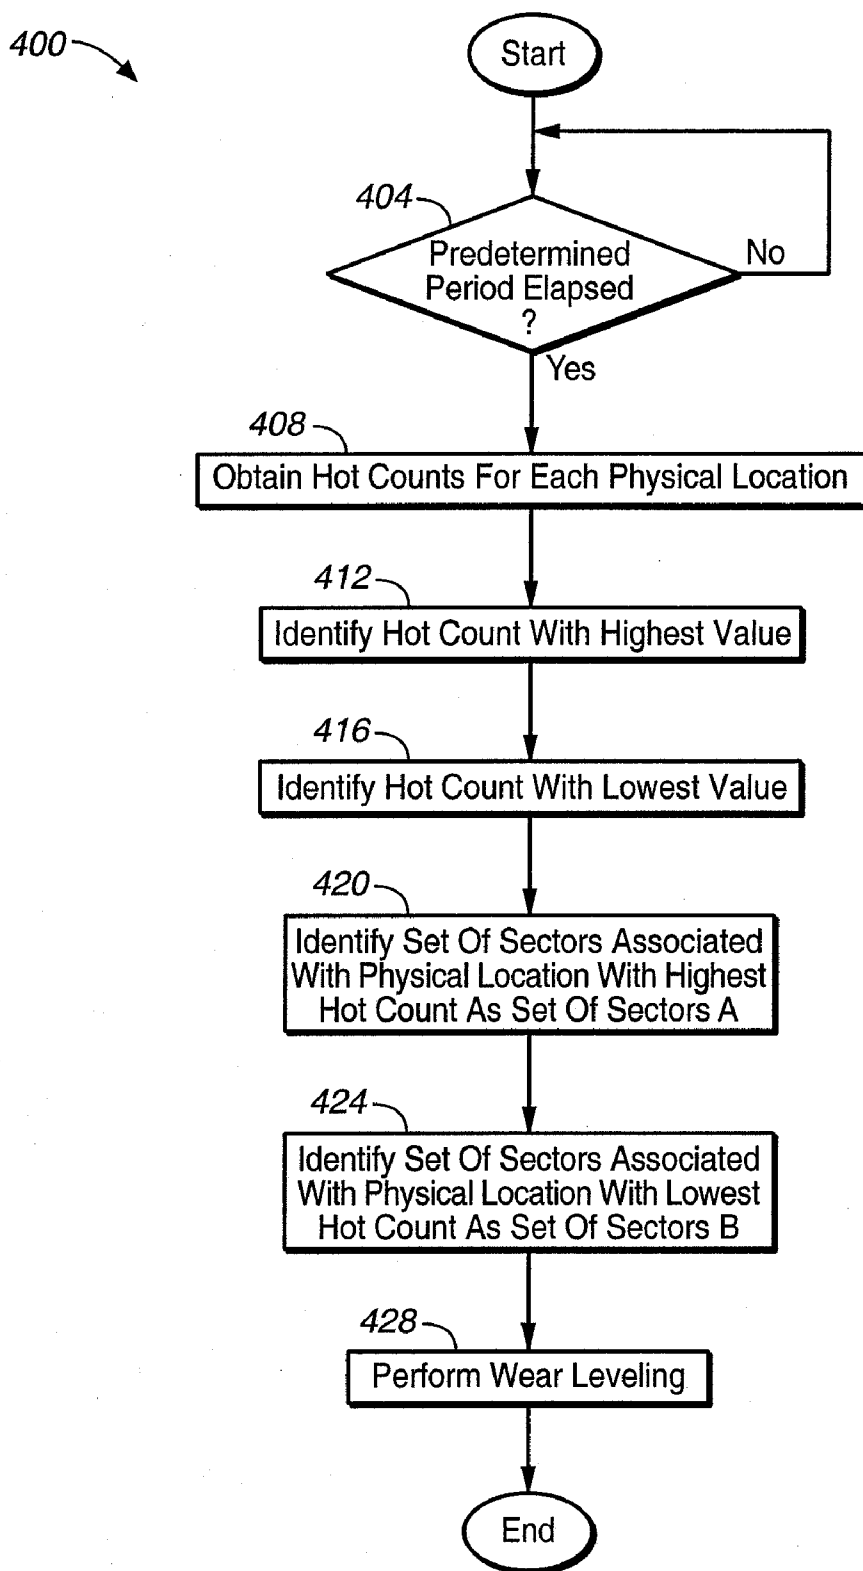 400
Start
404
Predetermined
Period Elapsed
?
No
Yes
408
Obtain Hot Counts For Each Physical Location
412
Identify Hot Count With Highest Value
416
Identify Hot Count With Lowest Value
420
Identify Set Of Sectors Associated
With Physical Location With Highest
Hot Count As Set Of Sectors A
424
Identify Set Of Sectors Associated
With Physical Location With Lowest
Hot Count As Set Of Sectors B
428
Perform Wear Leveling
End